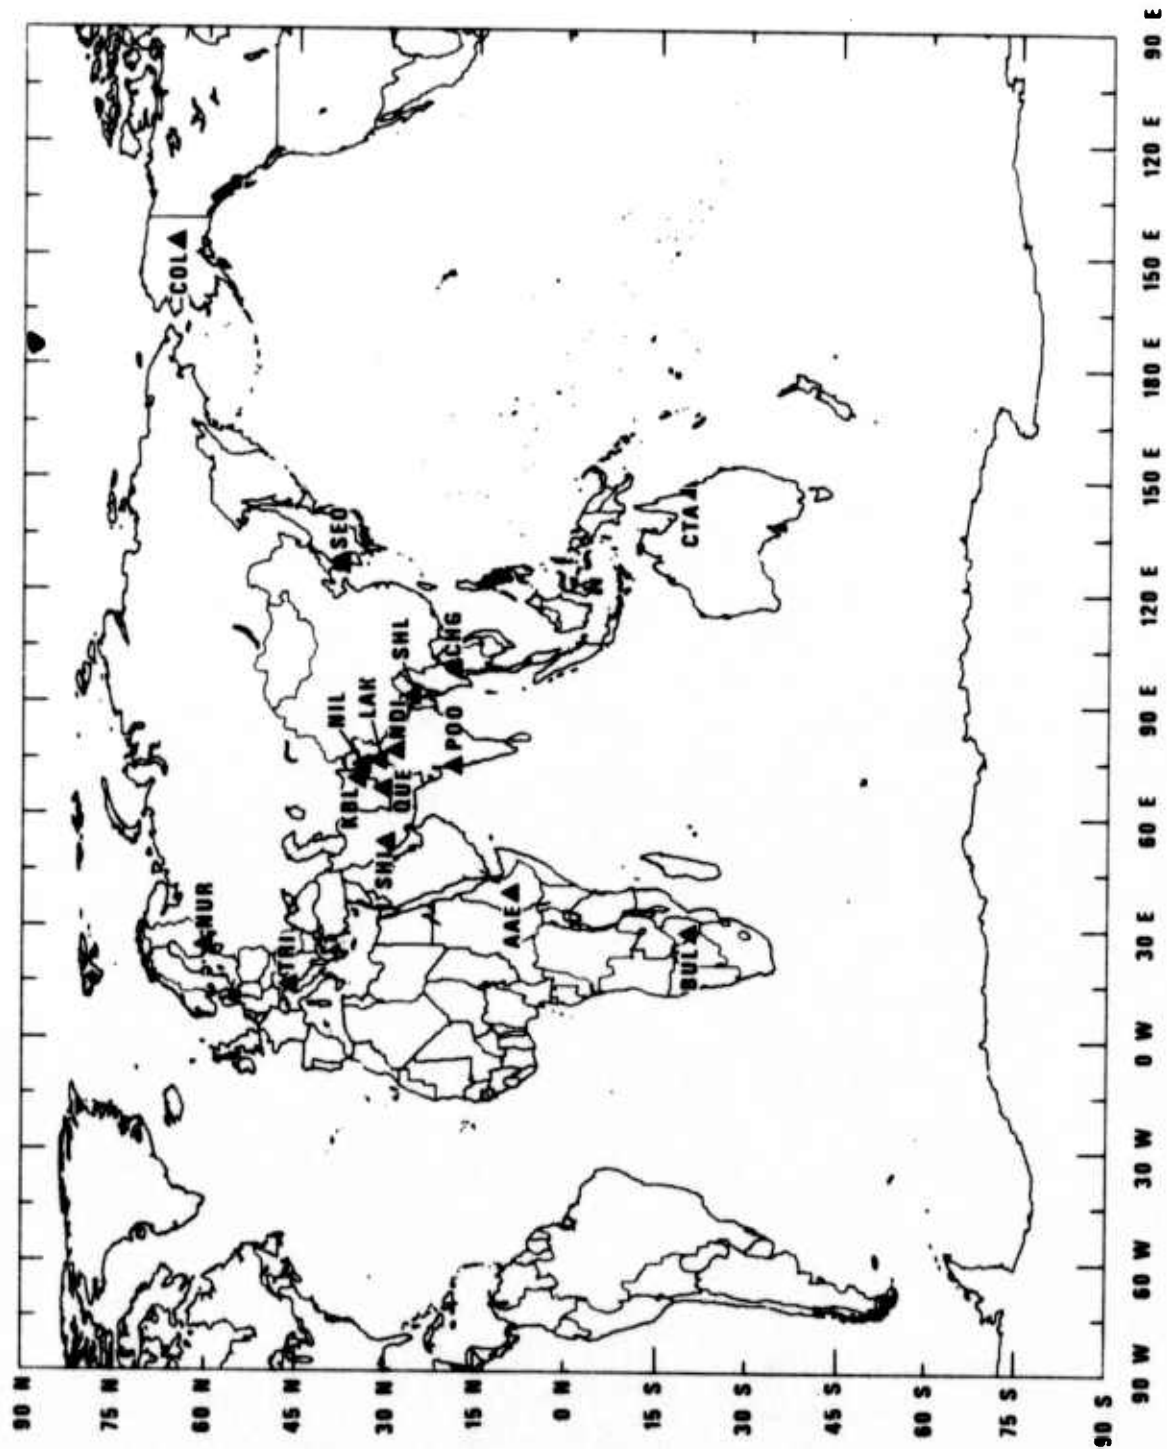 90 N
75 N
COL
60 N
NUR
45 N
TRI
NIL
SEO
KBL
LAK
30 N
SHI
NDI
SHL
QUE
POO
CHG
15 N
AAE
0 N
15 S
BUL
CTA
30 S
45 S
60 S
75 S
90 S
90 W 60 W 30 W 0 W 30 E 60 E 90 E 120 E 150 E 180 E 150 E 120 E 90 E